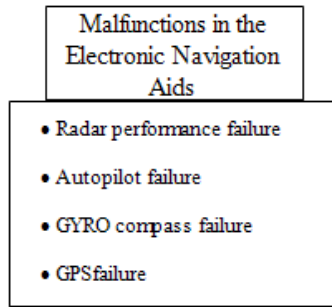 Malfunctions in the
Electronic Navigation
Aids
• Radar performance failure
• Autopilot failure
• GYRO compass failure
• GPSfailure